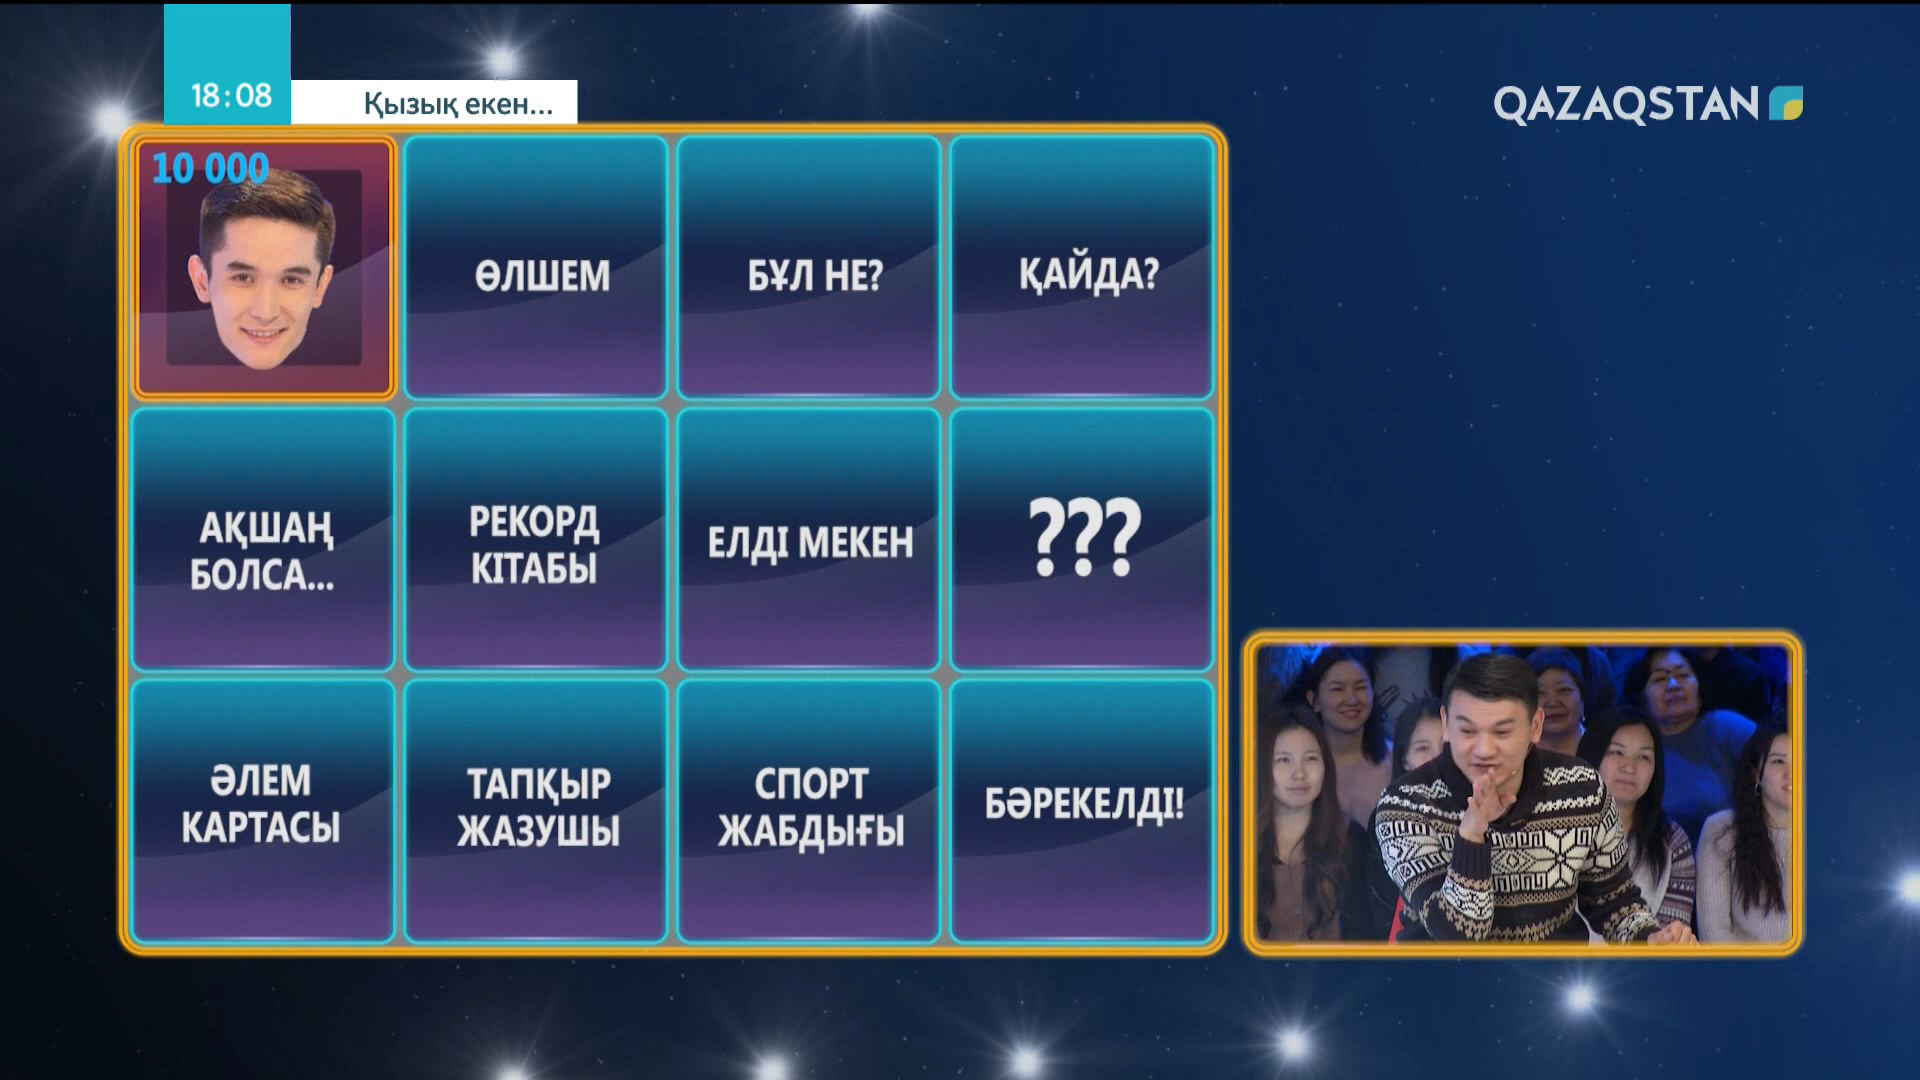 18:08
Қызық екен...
QAZAQSTAN
10 000
ӨЛШЕМ
БҰЛ НЕ?
ҚАЙДА?
АҚШАҢ
БОЛСА...
РЕКОРД
КІТАБЫ
ЕЛДІ МЕКЕН
???
ӘЛЕМ
КАРТАСЫ
ТАПҚЫР
ЖАЗУШЫ
СПОРТ
ЖАБДЫҒЫ
БӘРЕКЕЛДІ!